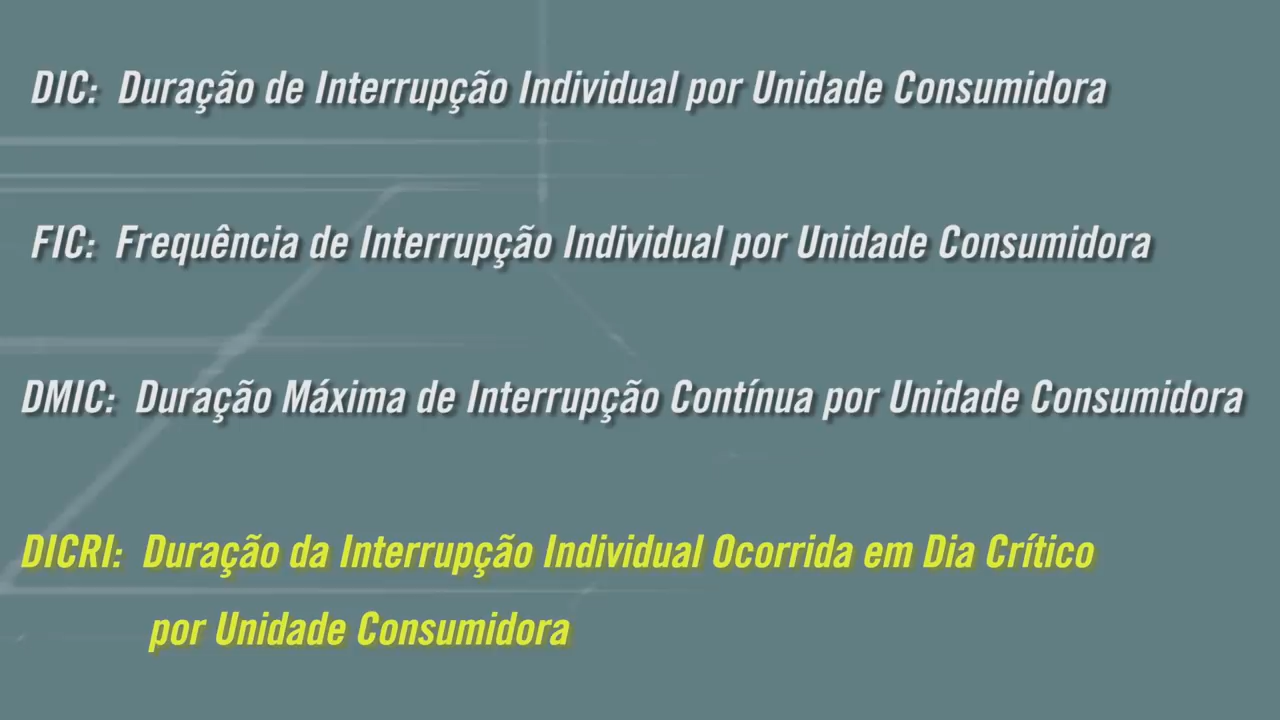 DIC: Duração de Interrupção Individual por Unidade Consumidora
FIC: Frequência de Interrupção Individual por Unidade Consumidora
DMIC: Duração Máxima de Interrupção Contínua por Unidade Consumidora
DICRI: Duração da Interrupção Individual Ocorrida em Dia Crítico
por Unidade Consumidora